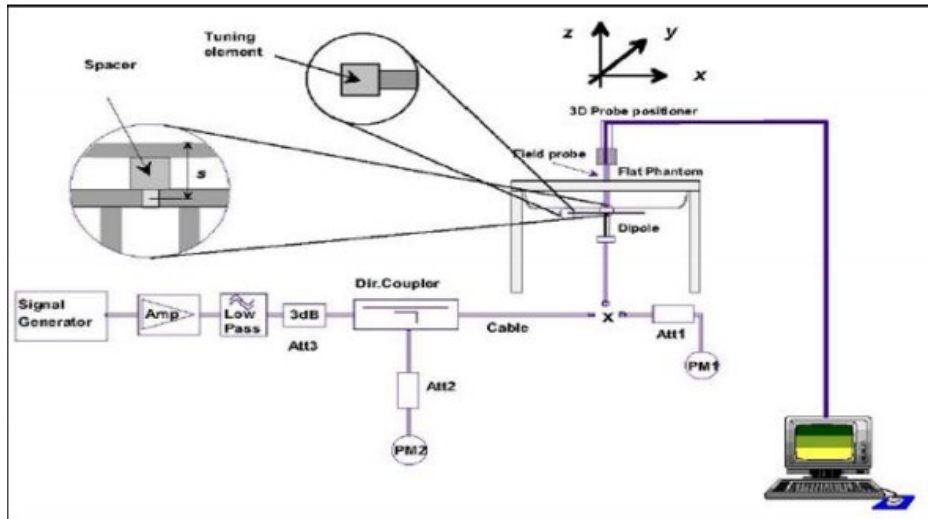 Tuning
element
Spacer
z
y
x
3D Probe positioner
Field probe
Flat Phantom
s
Dipole
Dir.Coupler
Signal
Generator
Amp
Low
Pass
3dB
Att3
Cable
x
Att1
PM1
Att2
PM2